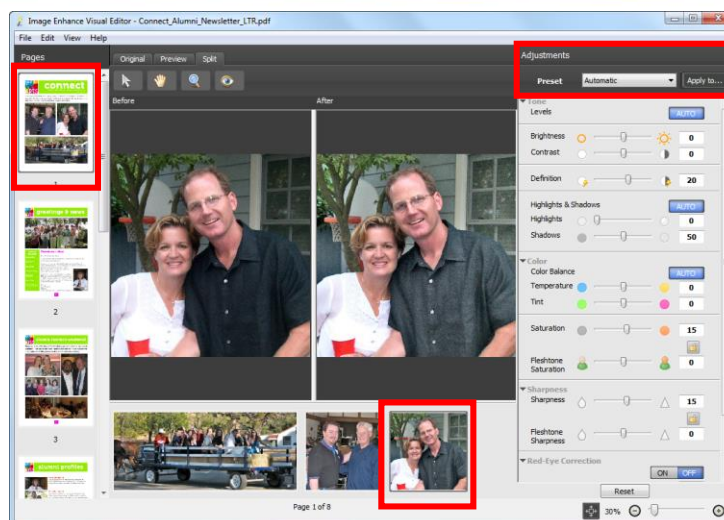 Image Enhance Visual Editor - Connect_Alumni_Newsletter_LTR.pdf
File Edit View Help
Pages
Original Preview Split
Adjustments
Preset Automatic Apply to...
Before After
connect
1
greetings & news
2
3
student profiles
Tone
Levels AUTO
Brightness 0
Contrast 0
Definition 20
Highlights & Shadows AUTO
Highlights 0
Shadows 50
Color
Color Balance AUTO
Temperature 0
Tint 0
Saturation 15
Fleshtone
Saturation 0
Sharpness
Sharpness 15
Fleshtone
Sharpness 0
Red-Eye Correction
ON OFF
Reset
Page 1 of 8
30%